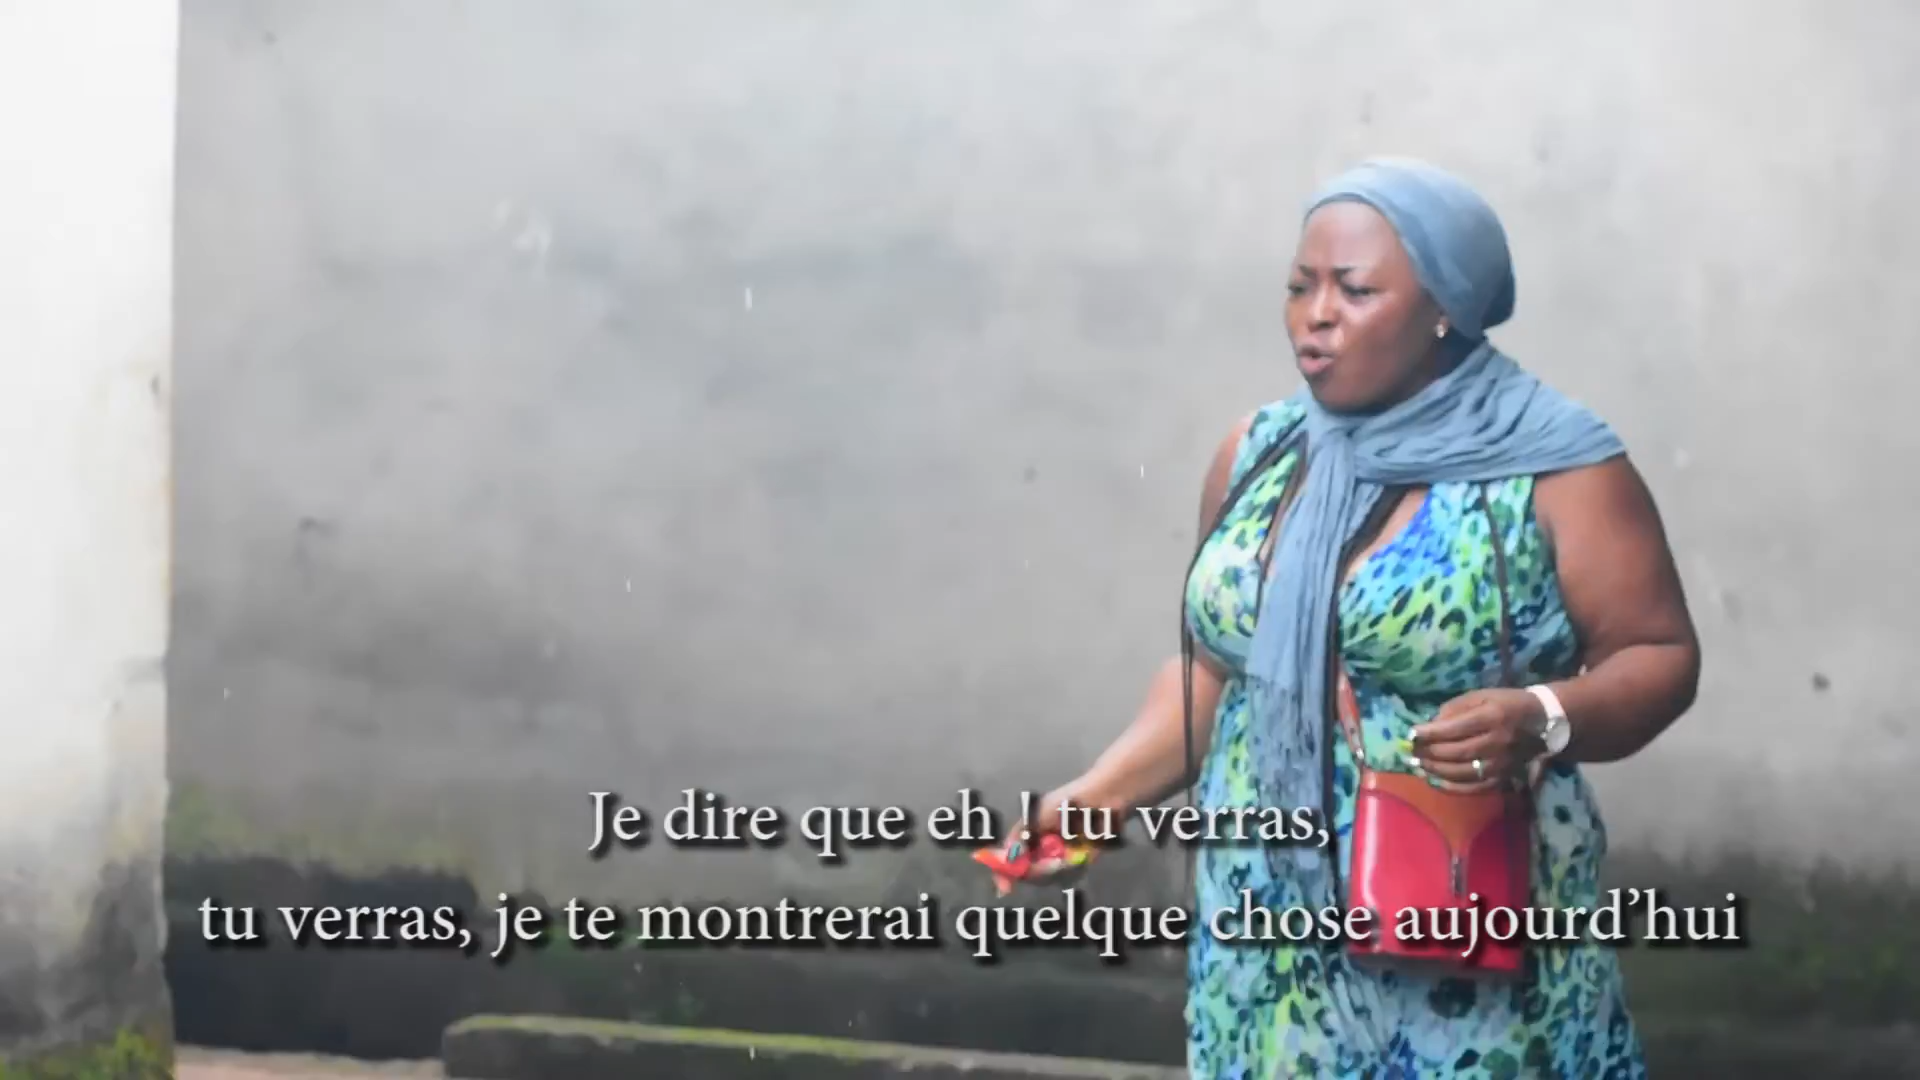 Je dire que eh ! tu verras,
tu verras, je te montrerai quelque chose aujourd’hui